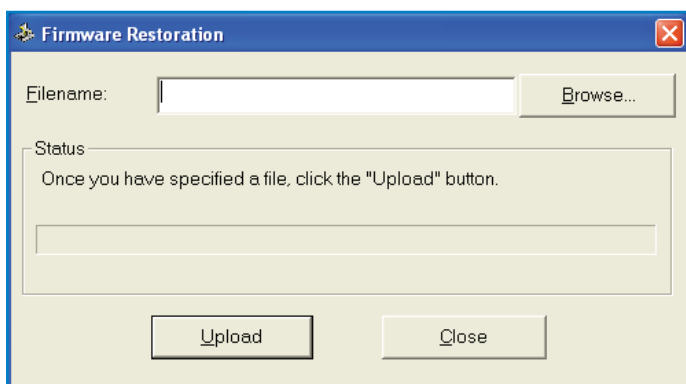 Firmware Restoration
Filename:
Browse...
Status
Once you have specified a file, click the "Upload" button.
Upload
Close